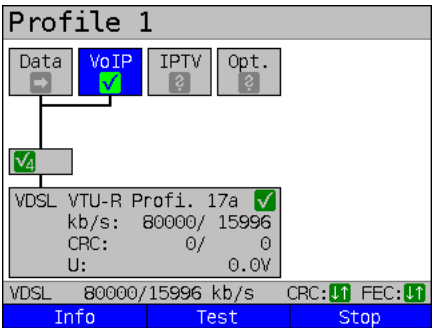 Profile 1
Data VoIP IPTV Opt.
? ?
4
VDSL VTU-R Profi. 17a
kb/s: 80000/ 15996
CRC: 0/ 0
U: 0.0V
VDSL 80000/15996 kb/s CRC: FEC:
Info Test Stop